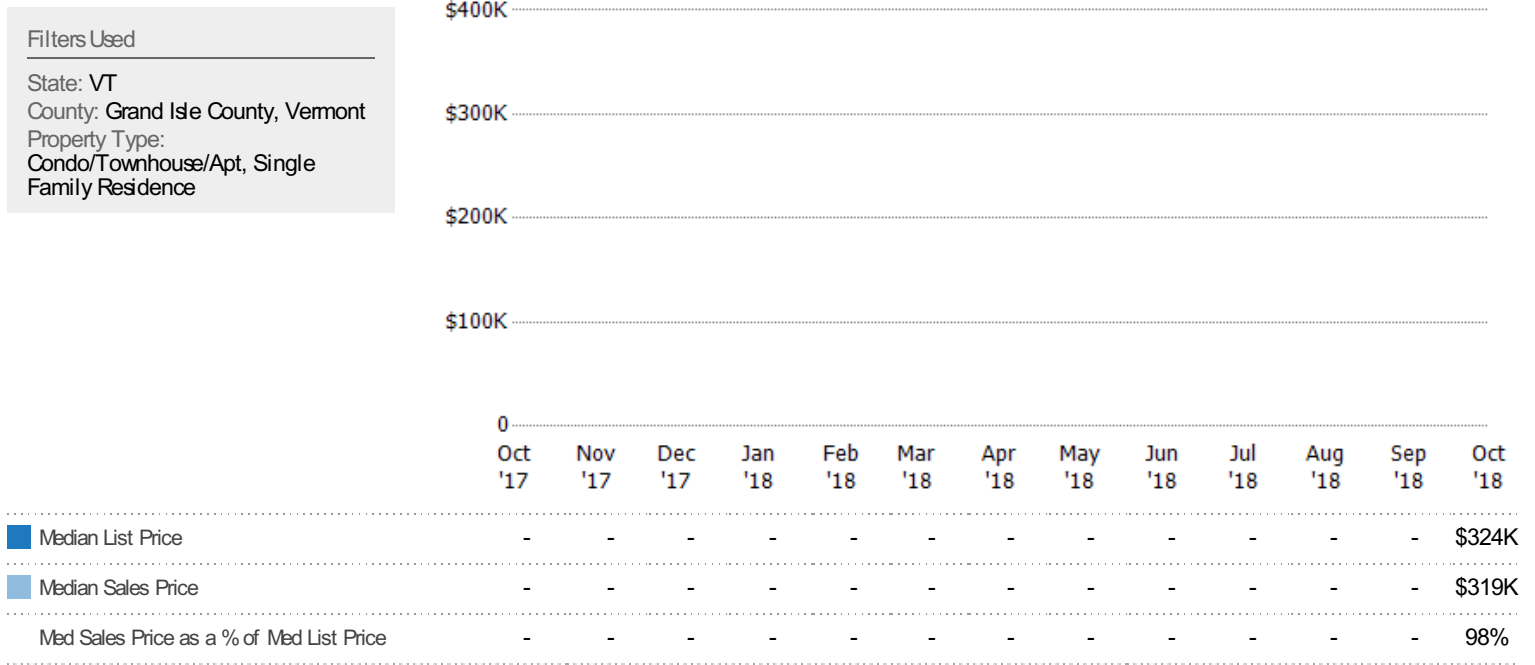 Filters Used
State: VT
County: Grand Isle County, Vermont
Property Type:
Condo/Townhouse/Apt, Single
Family Residence
$400K
$300K
$200K
$100K
0
Oct Nov Dec Jan Feb Mar Apr May Jun Jul Aug Sep Oct
'17 '17 '17 '18 '18 '18 '18 '18 '18 '18 '18 '18 '18
Median List Price - - - - - - - - - - - - $324K
Median Sales Price - - - - - - - - - - - - $319K
Med Sales Price as a % of Med List Price - - - - - - - - - - - - 98%